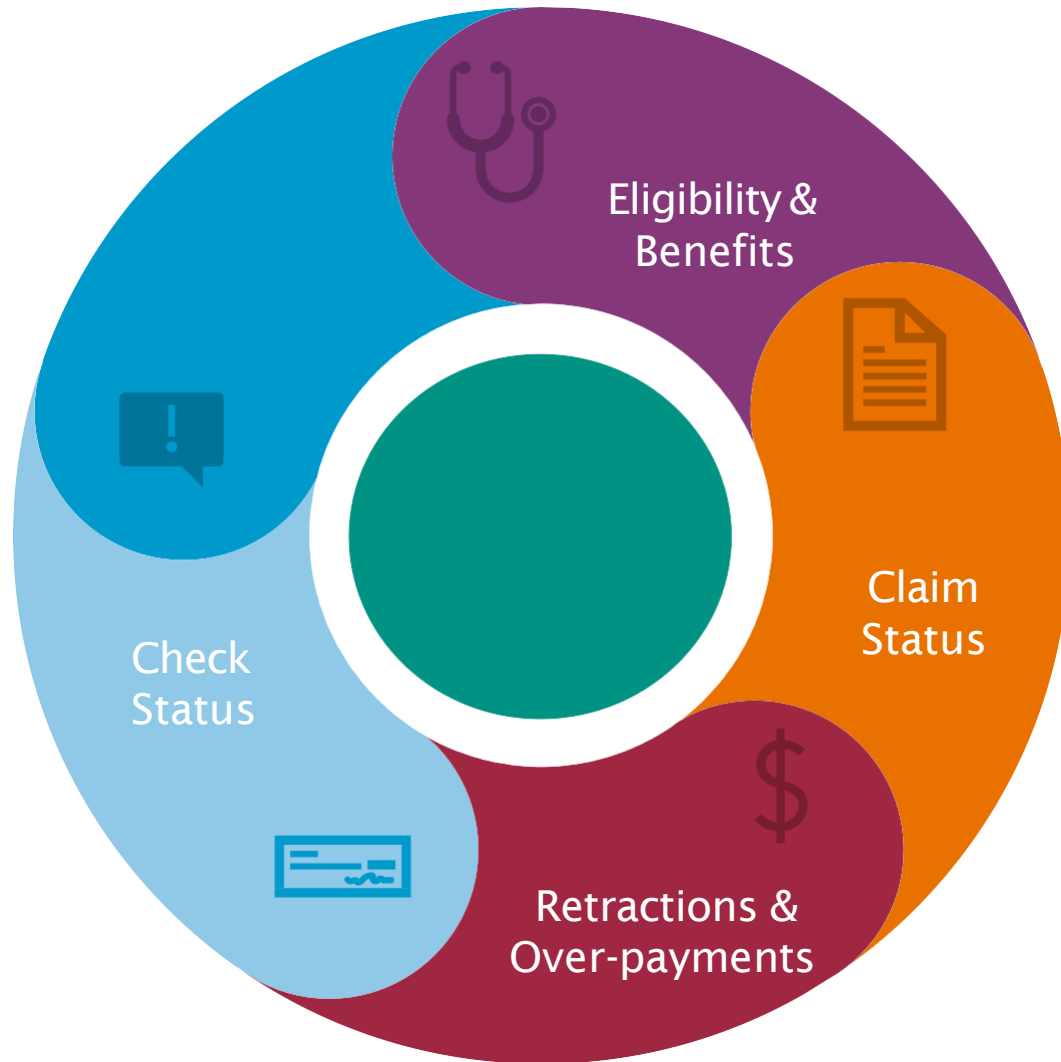 Eligibility &
Benefits
Claim
Status
Retractions &
Over-payments
Check
Status